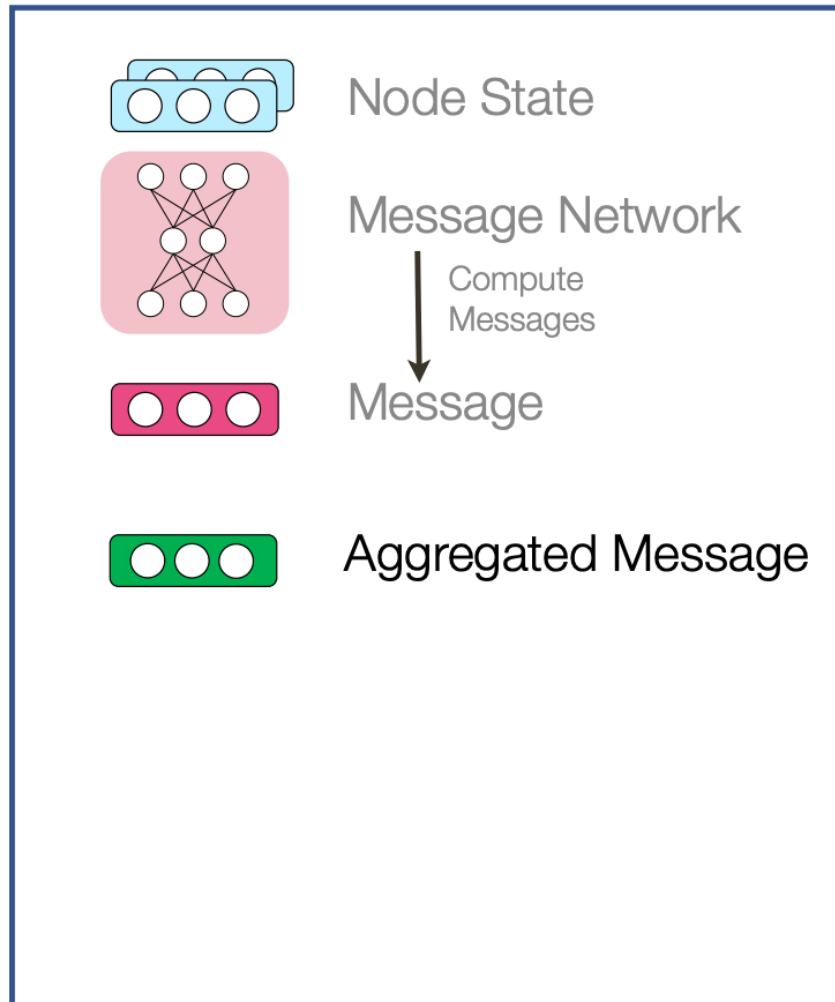 Node State
Message Network
Compute
Messages
Message
Aggregated Message